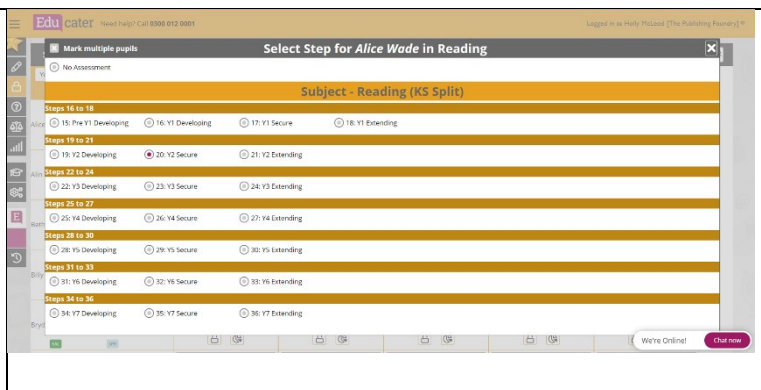 Educater Need help? Call 0300 012 0001 Logged in as Holly McLeod (The Publishing Foundry)
Mark multiple pupils Select Step for Alice Wade in Reading
No Assessment
Subject - Reading (KS Split)
Steps 16 to 18
Alice 15: Pre Y1 Developing 16: Y1 Developing 17: Y1 Secure 18: Y1 Extending
Steps 19 to 21
19: Y2 Developing 20: Y2 Secure 21: Y2 Extending
Steps 22 to 24
22: Y3 Developing 23: Y3 Secure 24: Y3 Extending
Steps 25 to 27
25: Y4 Developing 26: Y4 Secure 27: Y4 Extending
Steps 28 to 30
28: Y5 Developing 29: Y5 Secure 30: Y5 Extending
Steps 31 to 33
Billy 31: Y6 Developing 32: Y6 Secure 33: Y6 Extending
Steps 34 to 36
34: Y7 Developing 35: Y7 Secure 36: Y7 Extending
We're Online! Chat now